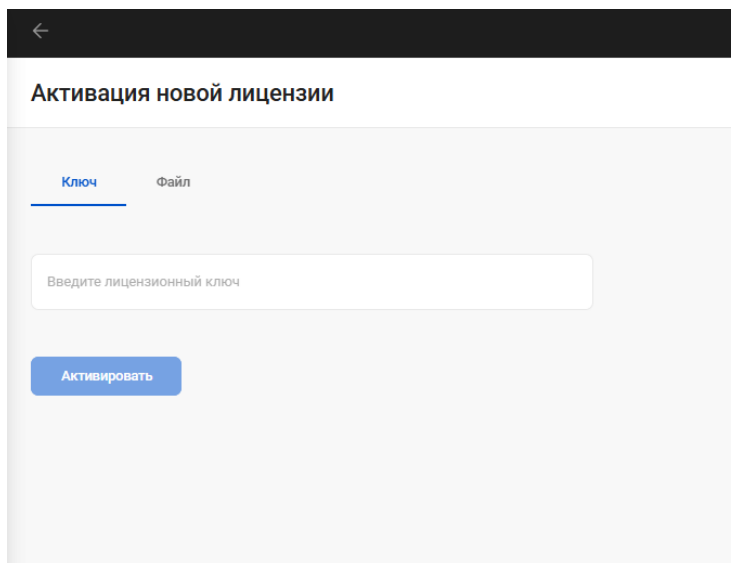 Активация новой лицензии
Ключ Файл
Введите лицензионный ключ
Активировать